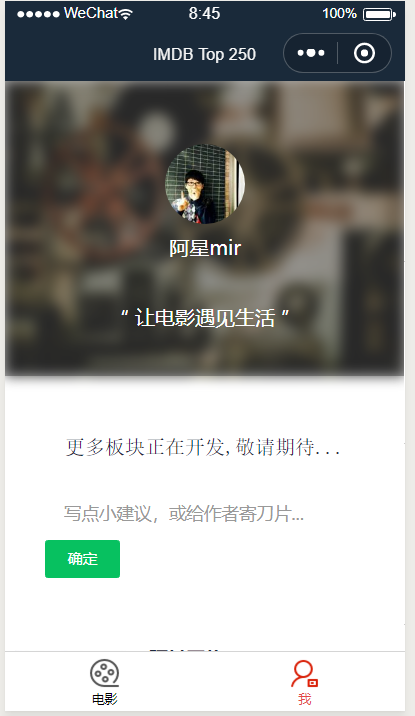 WeChat 8:45 100%
IMDB Top 250
阿星mir
“ 让电影遇见生活 ”
更多板块正在开发,敬请期待...
写点小建议，或给作者寄刀片...
确定
电影 我